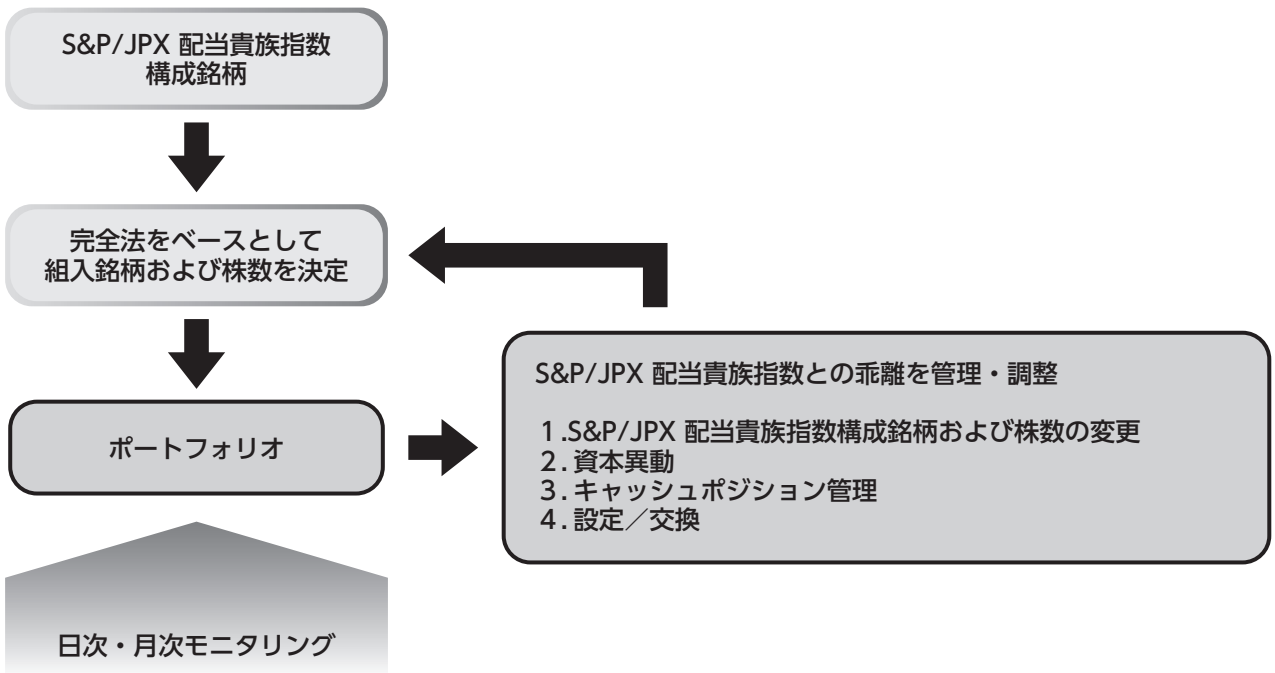 S&P/JPX 配当貴族指数
構成銘柄
完全法をベースとして
組入銘柄および株数を決定
ポートフォリオ
S&P/JPX 配当貴族指数との乖離を管理・調整
１.S&P/JPX 配当貴族指数構成銘柄および株数の変更
２. 資本異動
３. キャッシュポジション管理
４. 設定／交換
日次・月次モニタリング